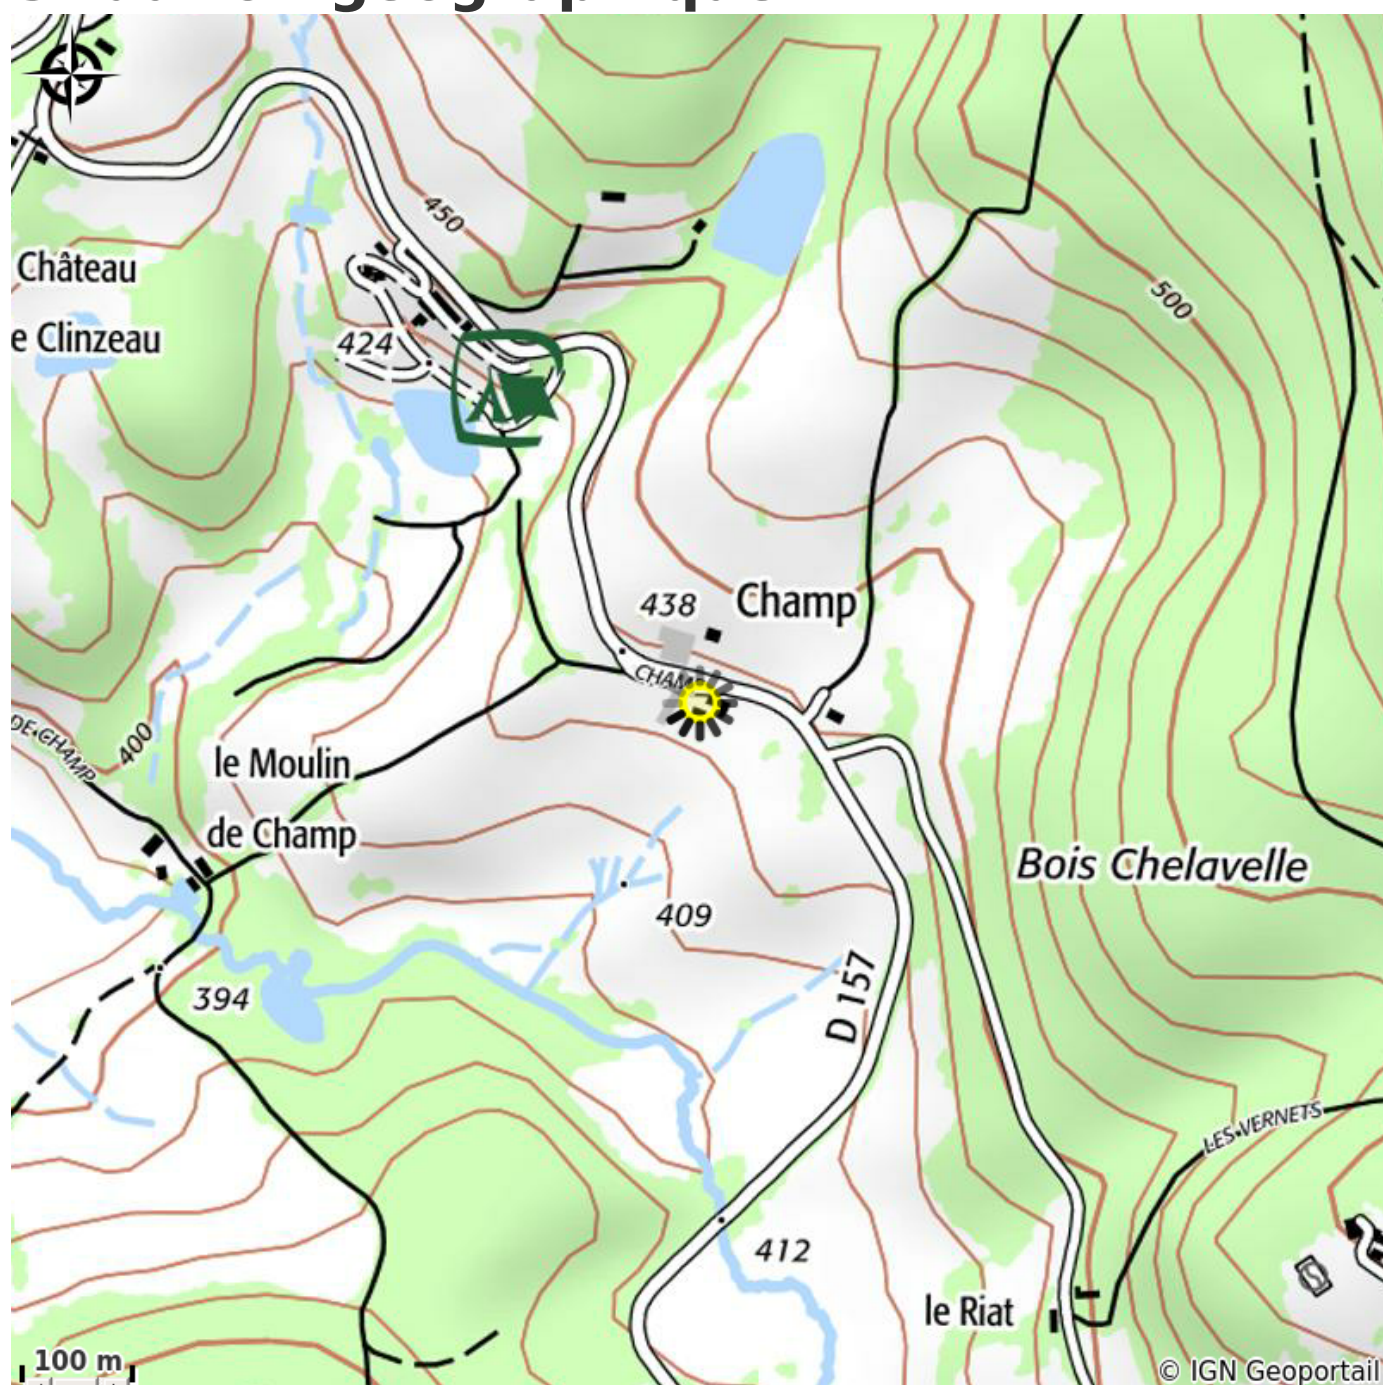 450
Château
e Clinzeau
424
500
438
Champ
CHAM
DE CHAMP
400
le Moulin
de Champ
Bois Chelavelle
409
D 157
394
LES VERNETS
412
le Riat
100 m
© IGN Geoportail